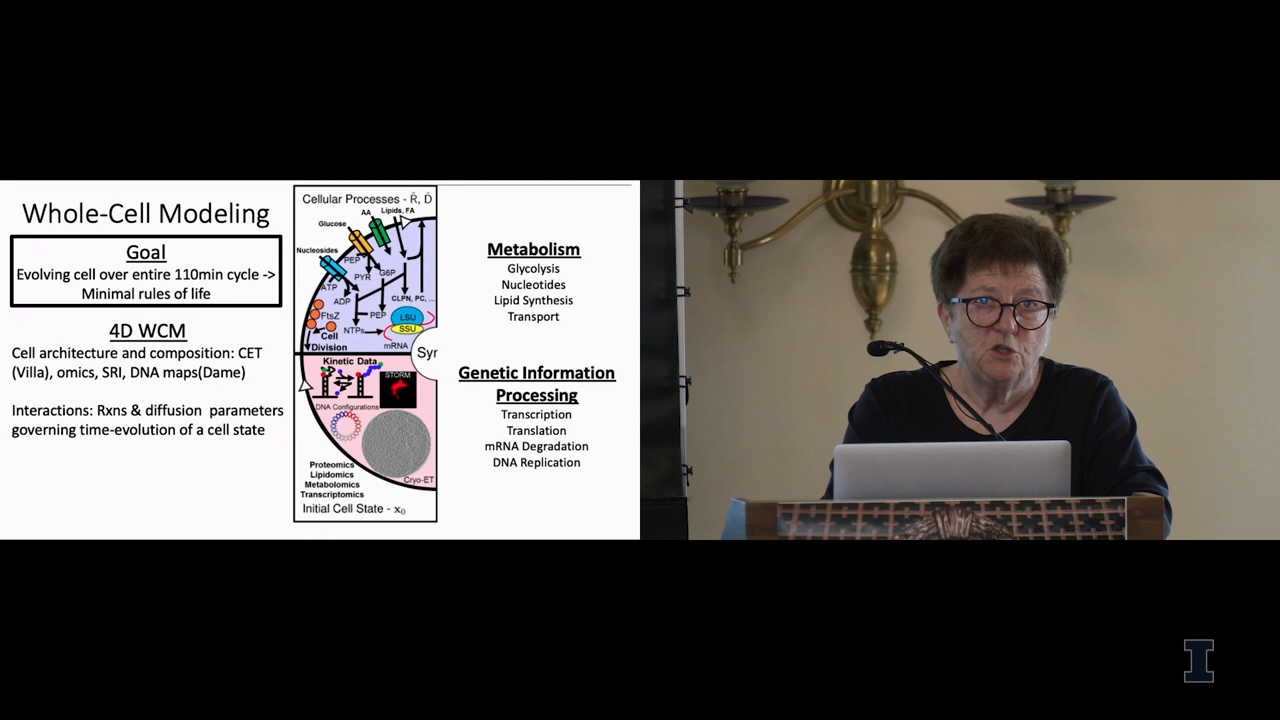 Whole-Cell Modeling
Goal
Evolving cell over entire 110min cycle ->
Minimal rules of life
4D WCM
Cell architecture and composition: CET
(Villa), omics, SRI, DNA maps(Dame)
Interactions: Rxns & diffusion parameters
governing time-evolution of a cell state
Cellular Processes - R̂, D̂
Lipids, FA
AA
Glucose
Nucleosides
PEP
G6P
PYR
ATP
ADP
CLPN, PC, ...
FtsZ
PEP
LSU
SSU
NTPs
Cell
Division
mRNA
Syn
Kinetic Data
STORM
DNA Configurations
Proteomics
Lipidomics
Metabolomics
Transcriptomics
Cryo-ET
Initial Cell State - x₀
Metabolism
Glycolysis
Nucleotides
Lipid Synthesis
Transport
Genetic Information
Processing
Transcription
Translation
mRNA Degradation
DNA Replication
I